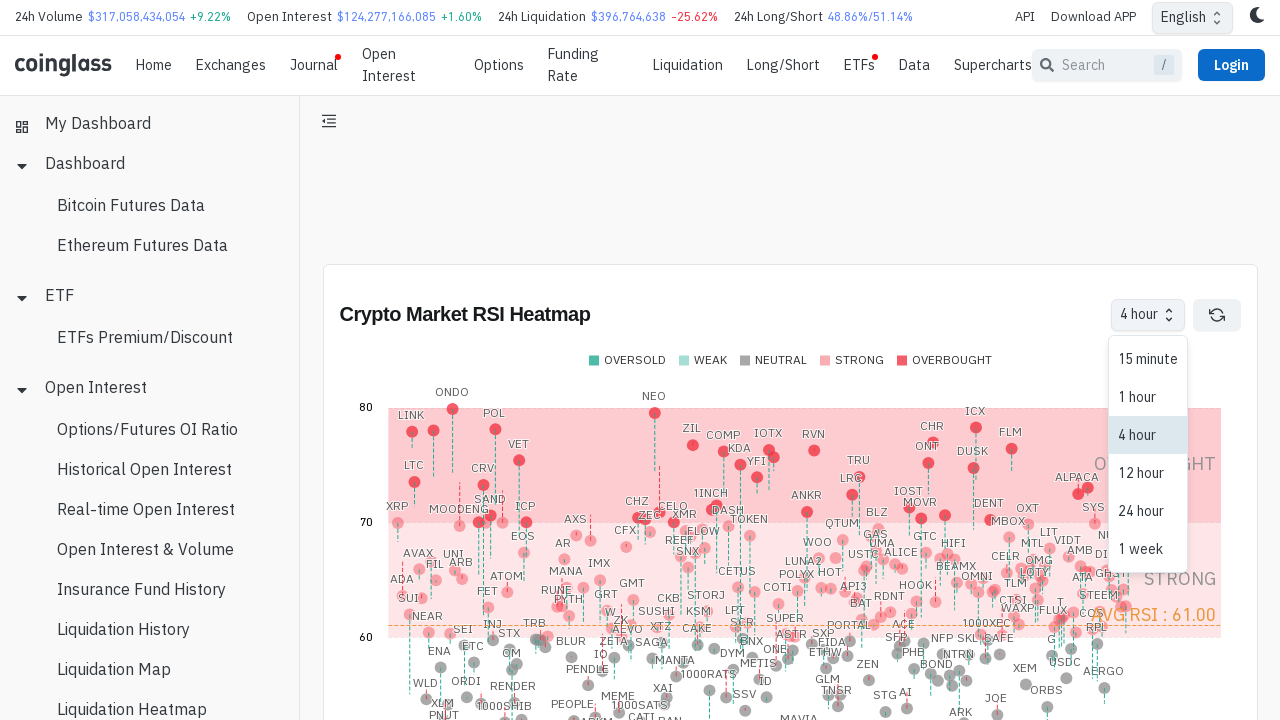 24h Volume $317,058,434,054 +9.22% Open Interest $124,277,166,085 +1.60% 24h Liquidation $396,764,638 -25.62% 24h Long/Short 48.86%/51.14% API Download APP English
coinglass Home Exchanges Journal Open Interest Options Funding Rate Liquidation Long/Short ETFs Data Supercharts Search / Login
My Dashboard
Dashboard
Bitcoin Futures Data
Ethereum Futures Data
ETF
ETFs Premium/Discount
Open Interest
Options/Futures OI Ratio
Historical Open Interest
Real-time Open Interest
Open Interest & Volume
Insurance Fund History
Liquidation History
Liquidation Map
Liquidation Heatmap
Crypto Market RSI Heatmap 4 hour
15 minute
1 hour
4 hour
12 hour
24 hour
1 week
OVERSOLD WEAK NEUTRAL STRONG OVERBOUGHT
ONDO NEO
80
LINK POL ICX
ZIL COMP IOTX RVN CHR FLM
VET KDA ONT DUSK
LTC CRV YFI TRU
LRC ALPACA
XRP MOODENG SAND ICP CHZ CELO 1INCH ANKR IOST MOVR DENT SYS
70
AXS ZEC XMR DASH TOKEN QTUM BLZ MBOX OXT
EOS CFX REEF FLOW GAS GTC LIT
AR SNX WOO UMA HIFI MTL VIDT
AVAX UNI USTC ALICE CELR AMB
FIL ARB MANA IMX CETUS LUNA2 HOT BEAMX OMG
ADA ATOM GMT POLYX OMNI LQTY ATA
SUI FET RUNE GRT CKB STORJ COTI API3 HOOK TLM STEEM
PYTH BAT RDNT CTSI
NEAR ZK SUSHI KSM LPT SUPER WAXP FLUX
STRONG
AVG RSI : 61.00
INJ TRB AEVO XTZ CAKE PORTAL ACE 1000XEC RPL
60
SEI STX ZETA SAGA BNX ASTR SXP NFP SKL SAFE G
ENA ETC OM BLUR IO MANTA DYM ETHW PHB NTRN
METIS ZEN BOND USDC
WLD ORDI PENDLE 1000RATS ID GLM XEM AERGO
RENDER XAI SSV TNSR STG AI ORBS
XLM 1000SHIB PEOPLE MEME 1000SATS ARK JOE
PNUT CATI MAVIA